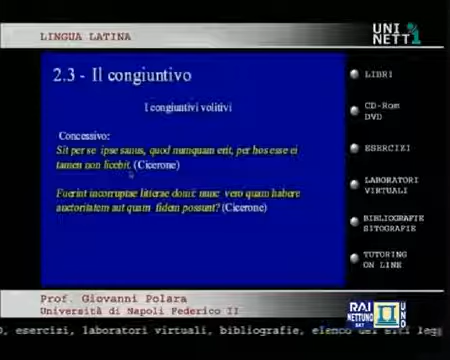 LINGUA LATINA
UNI
NETT
2.3 - Il congiuntivo
I congiuntivi volitivi
Concessivo:
Sit per se ipse sanus, quod numquam erit, per hos esse ei
tamen non licebit. (Cicerone)
Fuerint incorruptae litterae domi: nunc vero quam habere
auctoritatem aut quam fidem possunt? (Cicerone)
LIBRI
CD-Rom
DVD
ESERCIZI
LABORATORI
VIRTUALI
BIBLIOGRAFIE
SITOGRAFIE
TUTORING
ON LINE
Prof. Giovanni Polara
Università di Napoli Federico II
RAI
NETTUNO
SAT
UNO
O, esercizi, laboratori virtuali, bibliografie, elenco dei siti legg